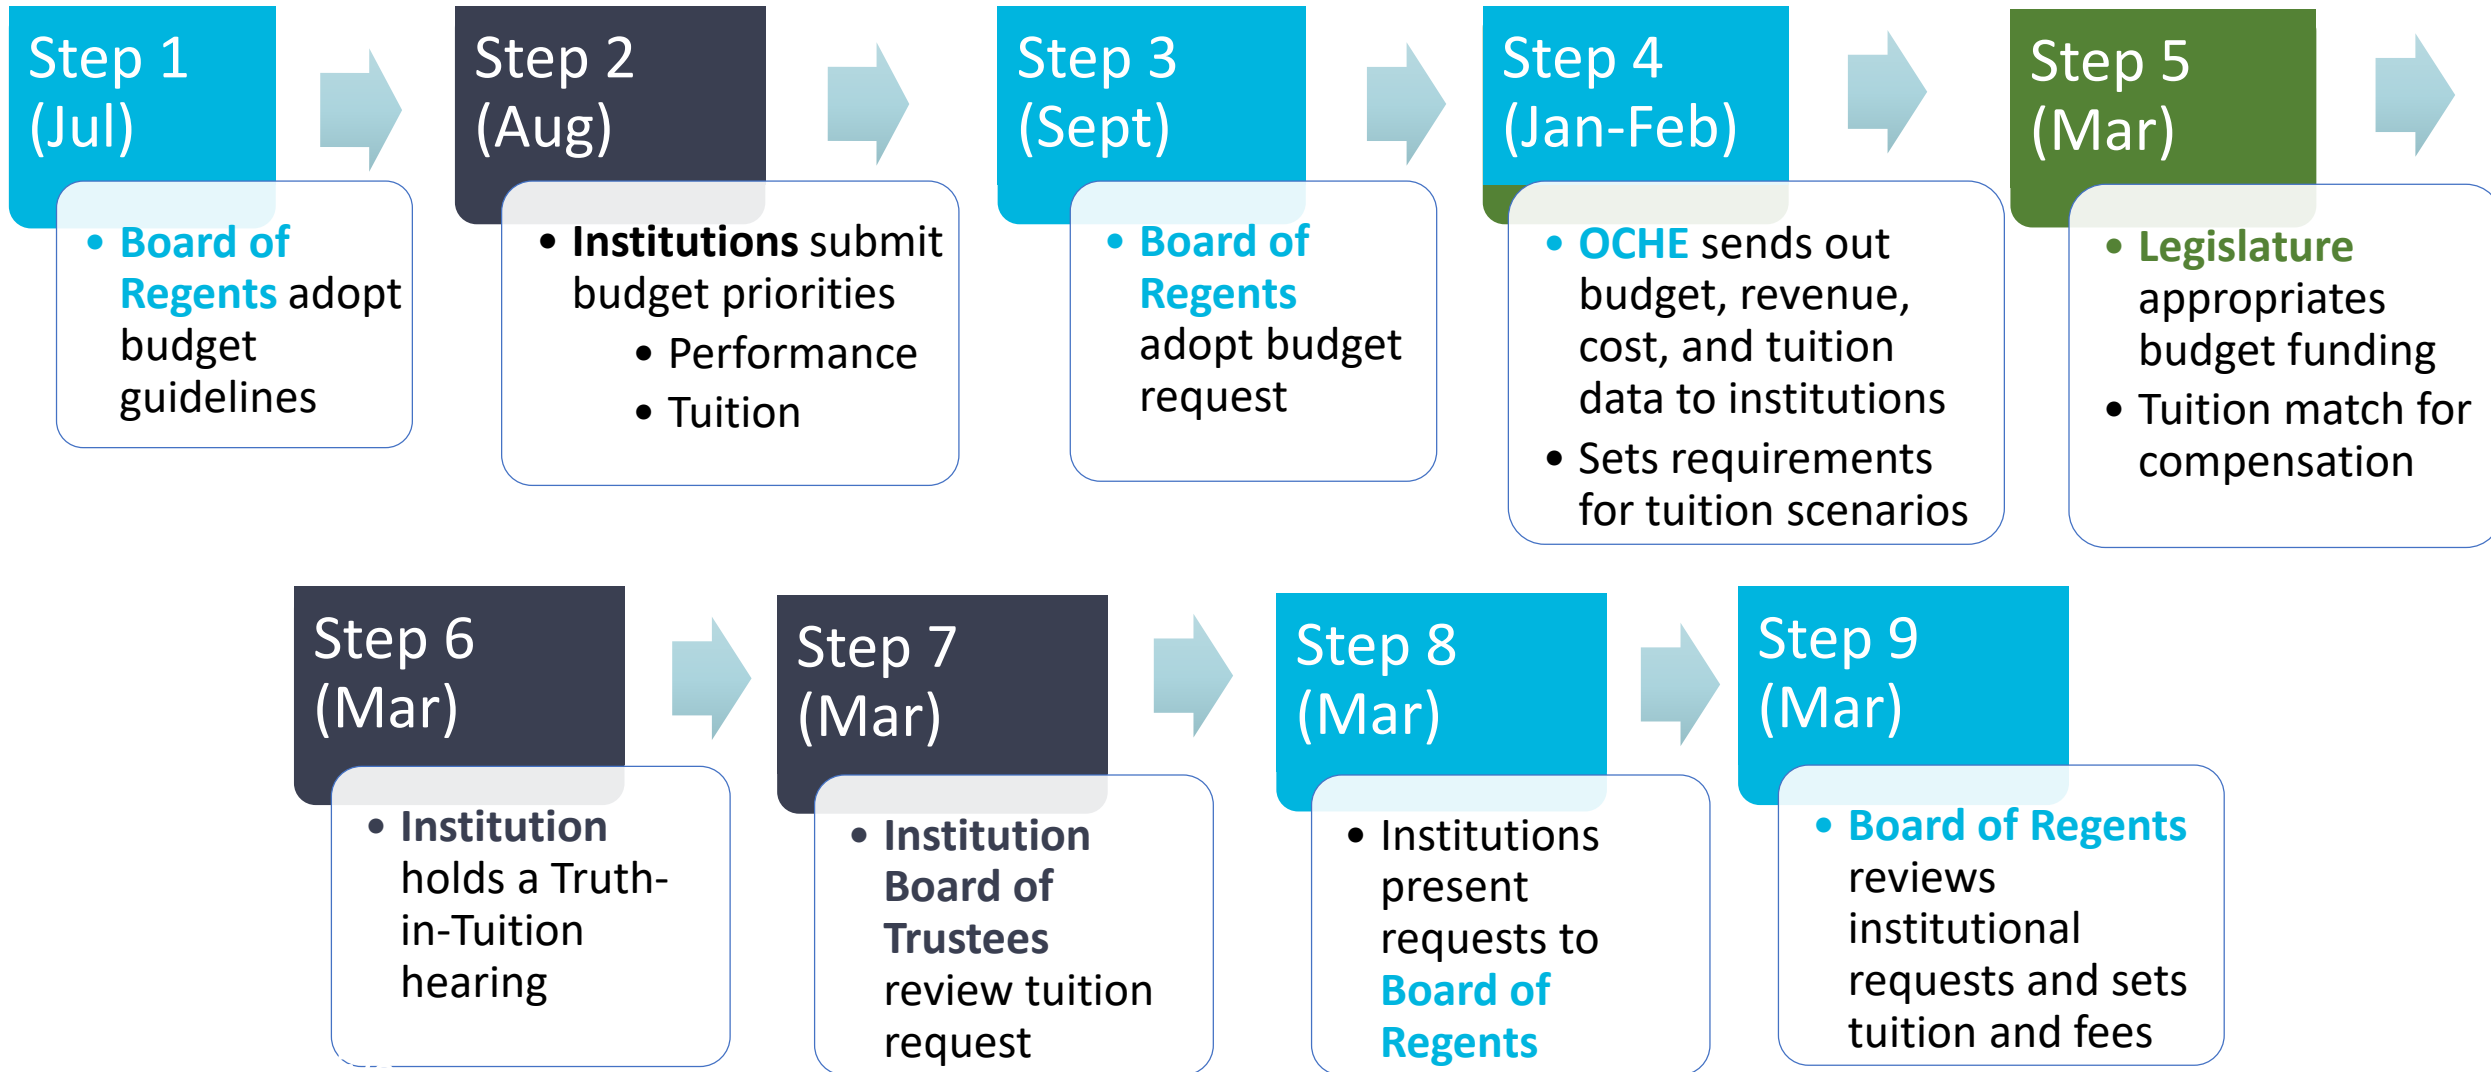 Step 1
(Jul)
• Board of
Regents adopt
budget
guidelines
Step 2
(Aug)
• Institutions submit
budget priorities
• Performance
• Tuition
Step 3
(Sept)
• Board of
Regents
adopt budget
request
Step 4
(Jan-Feb)
• OCHE sends out
budget, revenue,
cost, and tuition
data to institutions
• Sets requirements
for tuition scenarios
Step 5
(Mar)
• Legislature
appropriates
budget funding
• Tuition match for
compensation
Step 6
(Mar)
• Institution
holds a Truth-
in-Tuition
hearing
Step 7
(Mar)
• Institution
Board of
Trustees
review tuition
request
Step 8
(Mar)
• Institutions
present
requests to
Board of
Regents
Step 9
(Mar)
• Board of Regents
reviews
institutional
requests and sets
tuition and fees